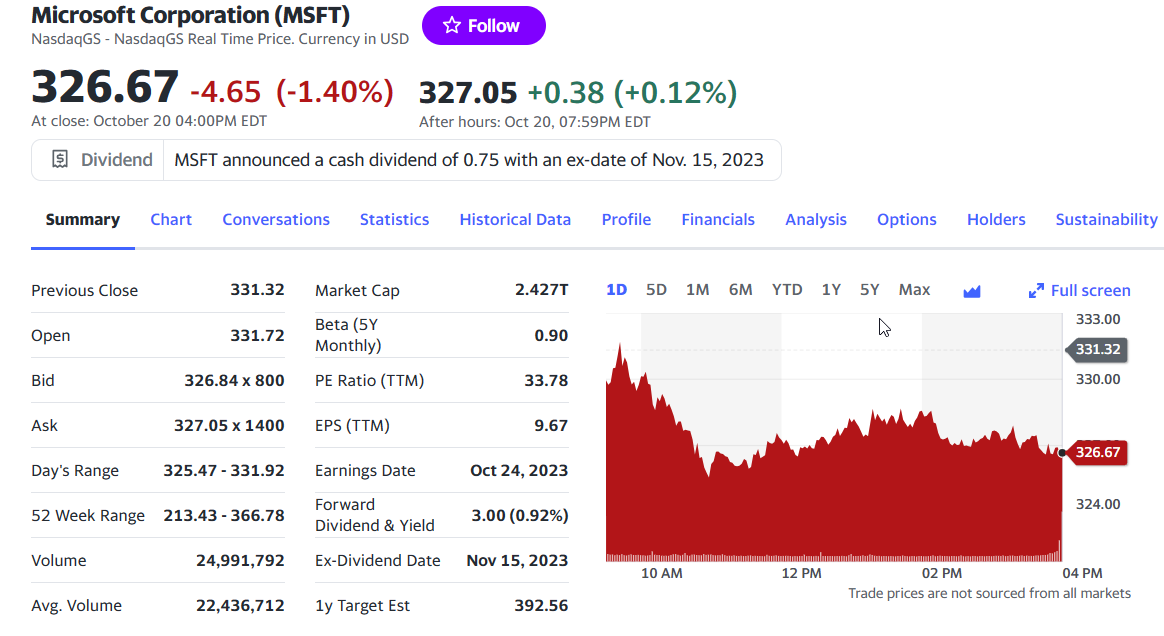 Microsoft Corporation (MSFT)
NasdaqGS - NasdaqGS Real Time Price. Currency in USD
Follow
326.67 -4.65 (-1.40%)
At close: October 20 04:00PM EDT
327.05 +0.38 (+0.12%)
After hours: Oct 20, 07:59PM EDT
Dividend
MSFT announced a cash dividend of 0.75 with an ex-date of Nov. 15, 2023
Summary Chart Conversations Statistics Historical Data Profile Financials Analysis Options Holders Sustainability
Previous Close 331.32
Open 331.72
Bid 326.84 x 800
Ask 327.05 x 1400
Day's Range 325.47 - 331.92
52 Week Range 213.43 - 366.78
Volume 24,991,792
Avg. Volume 22,436,712
Market Cap 2.427T
Beta (5Y
Monthly) 0.90
PE Ratio (TTM) 33.78
EPS (TTM) 9.67
Earnings Date Oct 24, 2023
Forward
Dividend & Yield 3.00 (0.92%)
Ex-Dividend Date Nov 15, 2023
1y Target Est 392.56
1D 5D 1M 6M YTD 1Y 5Y Max
Full screen
333.00
331.32
330.00
326.67
324.00
10 AM 12 PM 02 PM 04 PM
Trade prices are not sourced from all markets